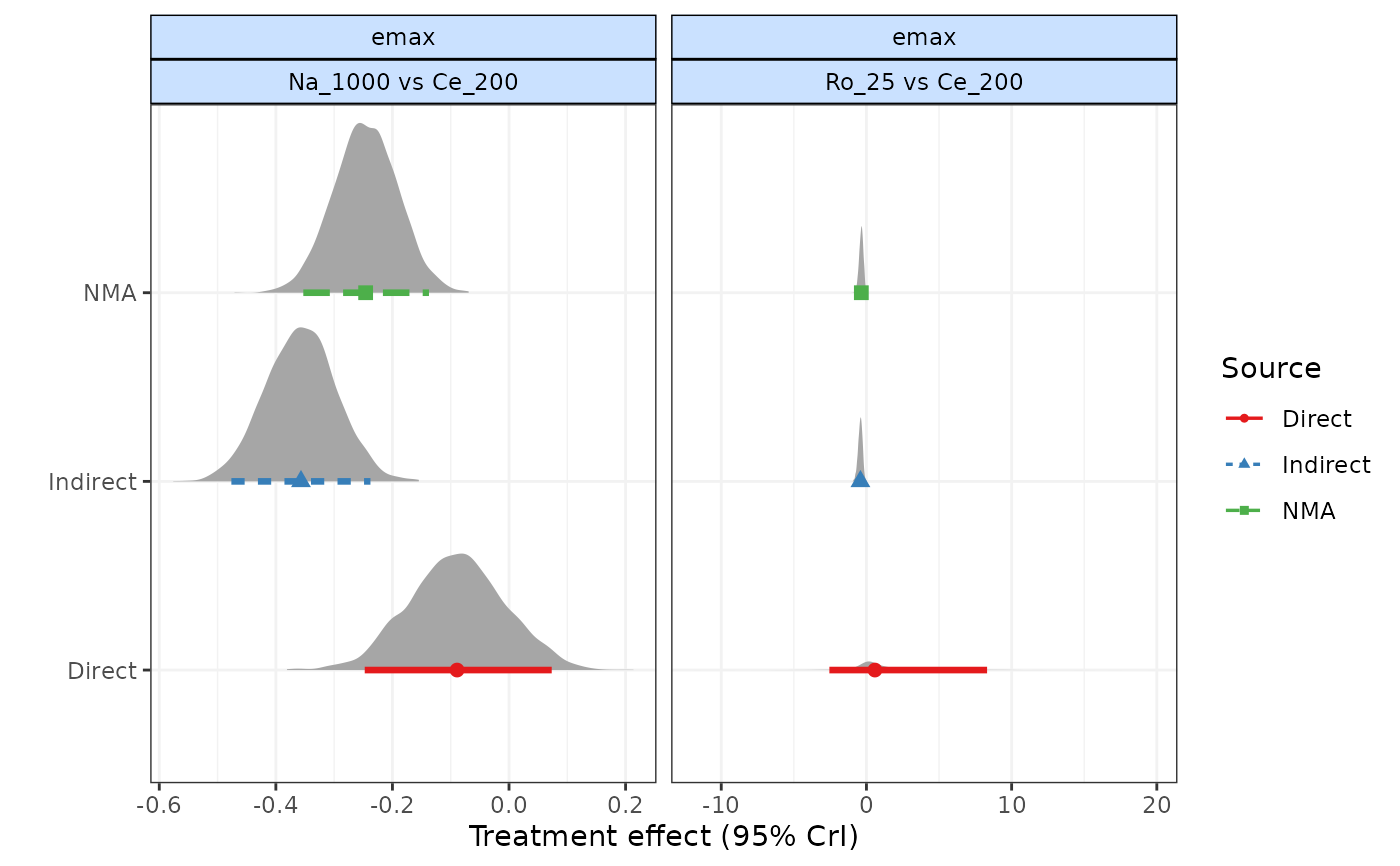 emax emax
Na_1000 vs Ce_200 Ro_25 vs Ce_200
NMA
Indirect
Direct
-0.6 -0.4 -0.2 0.0 0.2 -10 0 10 20
Treatment effect (95% CrI)
Source
Direct
Indirect
NMA